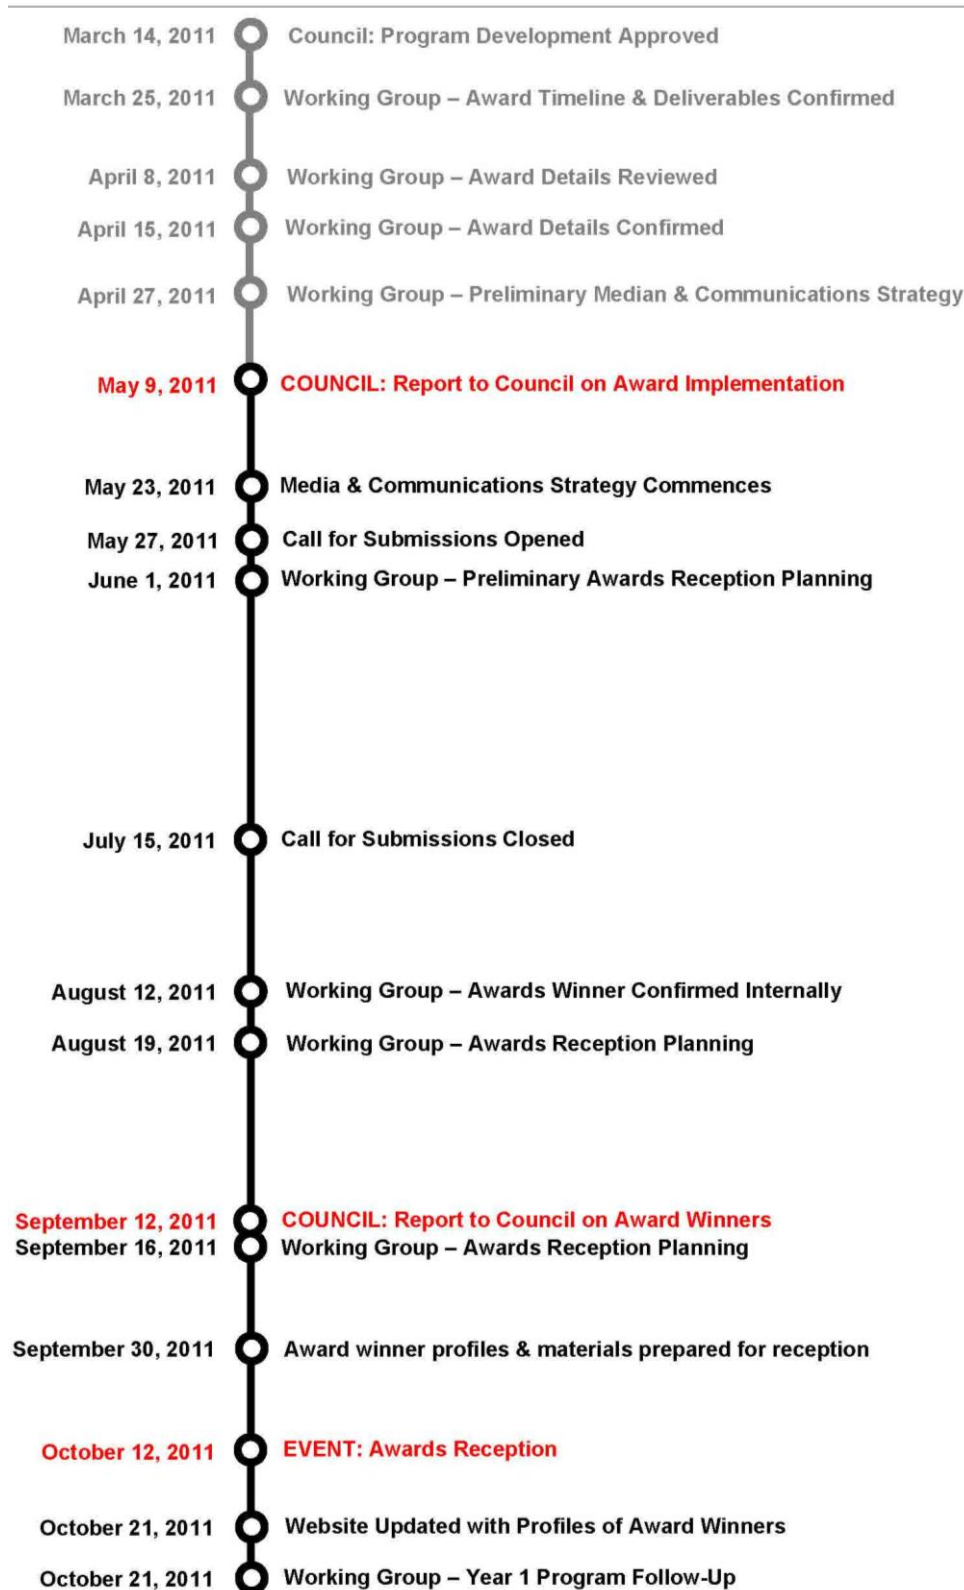 March 14, 2011 Council: Program Development Approved
March 25, 2011 Working Group – Award Timeline & Deliverables Confirmed
April 8, 2011 Working Group – Award Details Reviewed
April 15, 2011 Working Group – Award Details Confirmed
April 27, 2011 Working Group – Preliminary Median & Communications Strategy
May 9, 2011 COUNCIL: Report to Council on Award Implementation
May 23, 2011 Media & Communications Strategy Commences
May 27, 2011 Call for Submissions Opened
June 1, 2011 Working Group – Preliminary Awards Reception Planning
July 15, 2011 Call for Submissions Closed
August 12, 2011 Working Group – Awards Winner Confirmed Internally
August 19, 2011 Working Group – Awards Reception Planning
September 12, 2011 COUNCIL: Report to Council on Award Winners
September 16, 2011 Working Group – Awards Reception Planning
September 30, 2011 Award winner profiles & materials prepared for reception
October 12, 2011 EVENT: Awards Reception
October 21, 2011 Website Updated with Profiles of Award Winners
October 21, 2011 Working Group – Year 1 Program Follow-Up